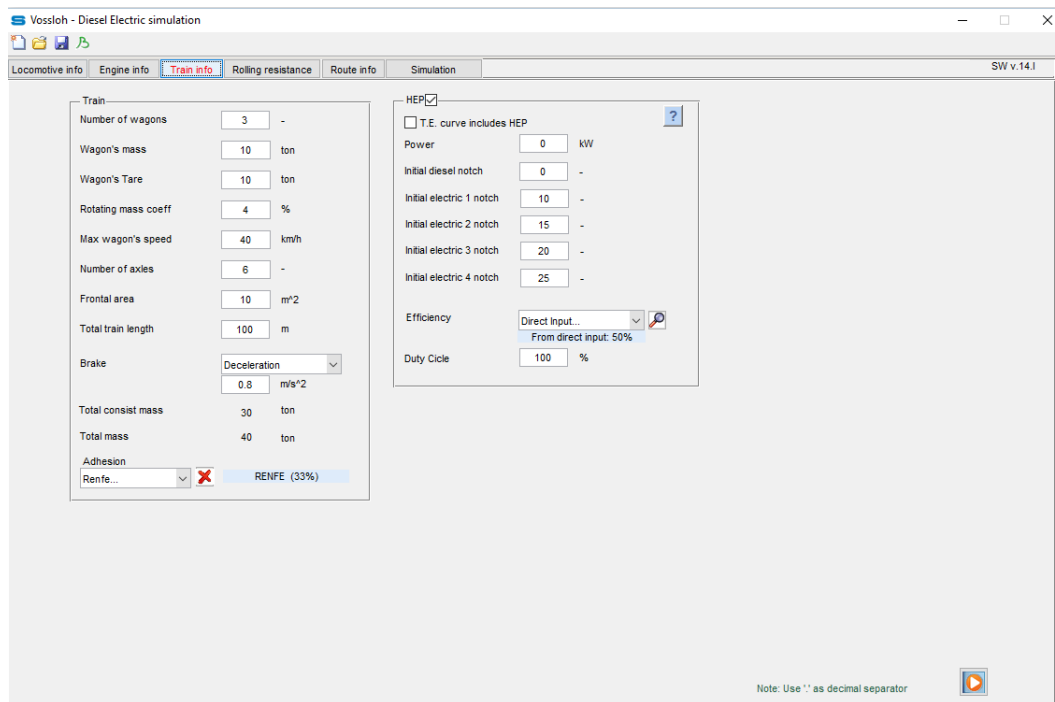 Vossloh - Diesel Electric simulation
Locomotive info Engine info Train info Rolling resistance Route info Simulation SW v.14.I
Train
Number of wagons 3 -
Wagon's mass 10 ton
Wagon's Tare 10 ton
Rotating mass coeff 4 %
Max wagon's speed 40 km/h
Number of axles 6 -
Frontal area 10 m^2
Total train length 100 m
Brake Deceleration
0.8 m/s^2
Total consist mass 30 ton
Total mass 40 ton
Adhesion
Renfe... RENFE (33%)
HEP
T.E. curve includes HEP ?
Power 0 kW
Initial diesel notch 0 -
Initial electric 1 notch 10 -
Initial electric 2 notch 15 -
Initial electric 3 notch 20 -
Initial electric 4 notch 25 -
Efficiency Direct Input...
From direct input: 50%
Duty Cicle 100 %
Note: Use '.' as decimal separator